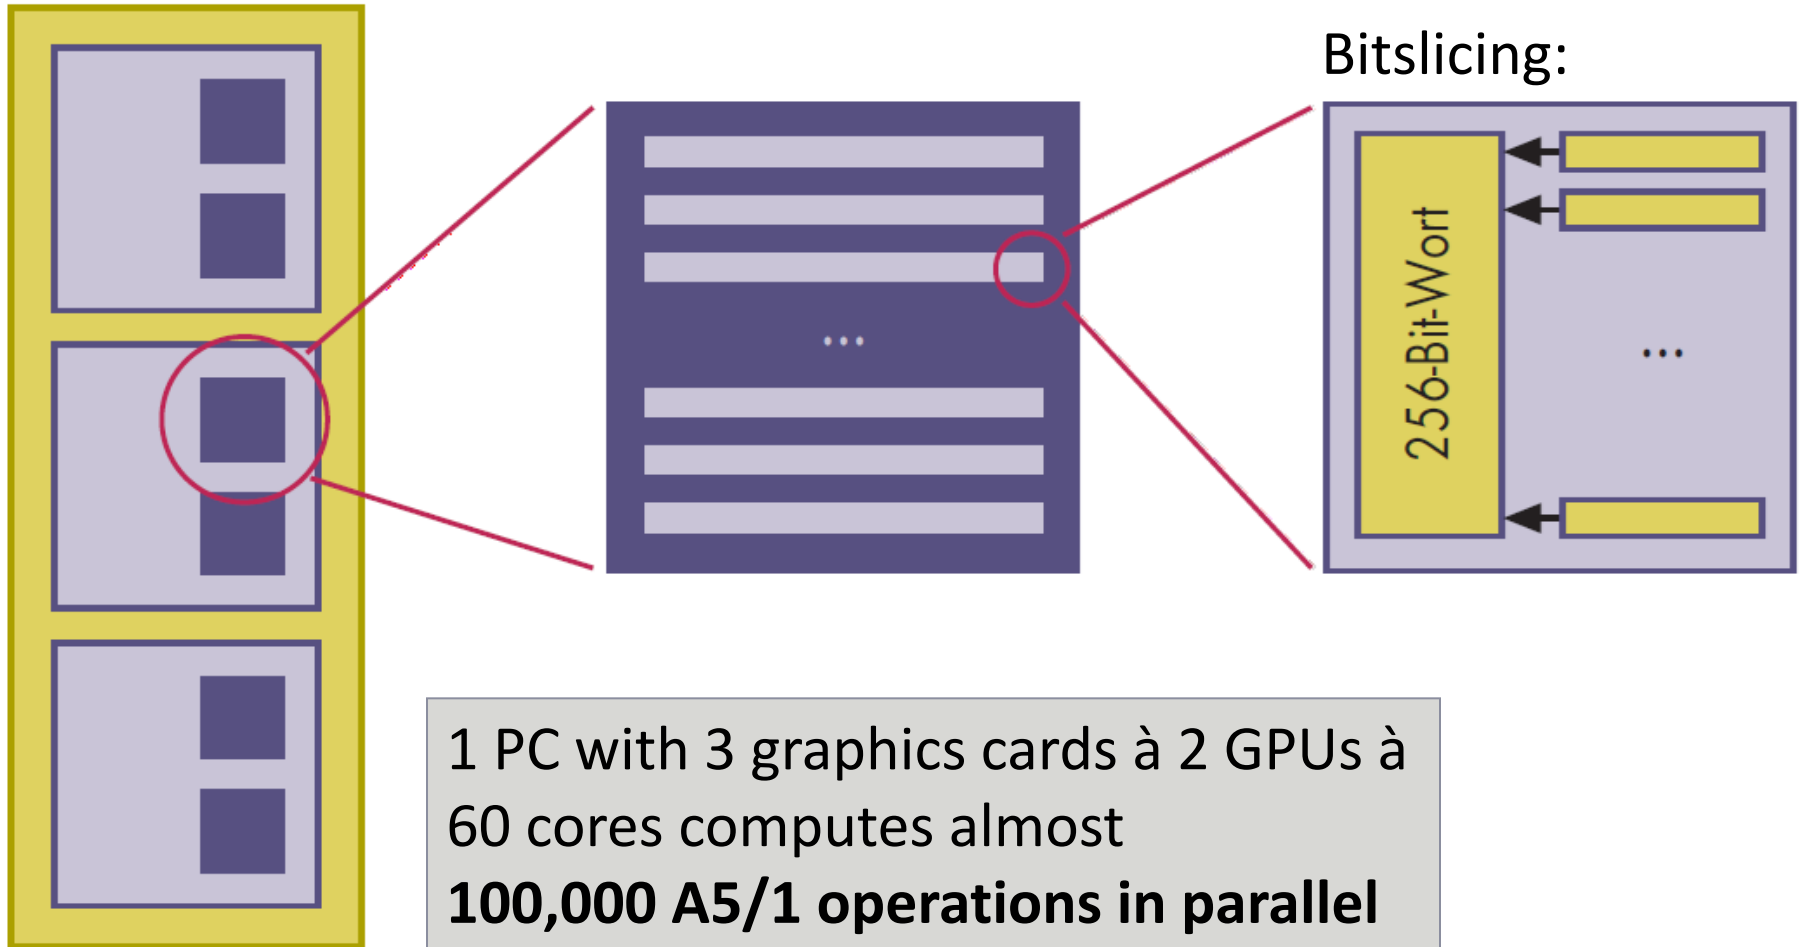 Bitslicing:
256-Bit-Wort
...
...
1 PC with 3 graphics cards à 2 GPUs à
60 cores computes almost
100,000 A5/1 operations in parallel